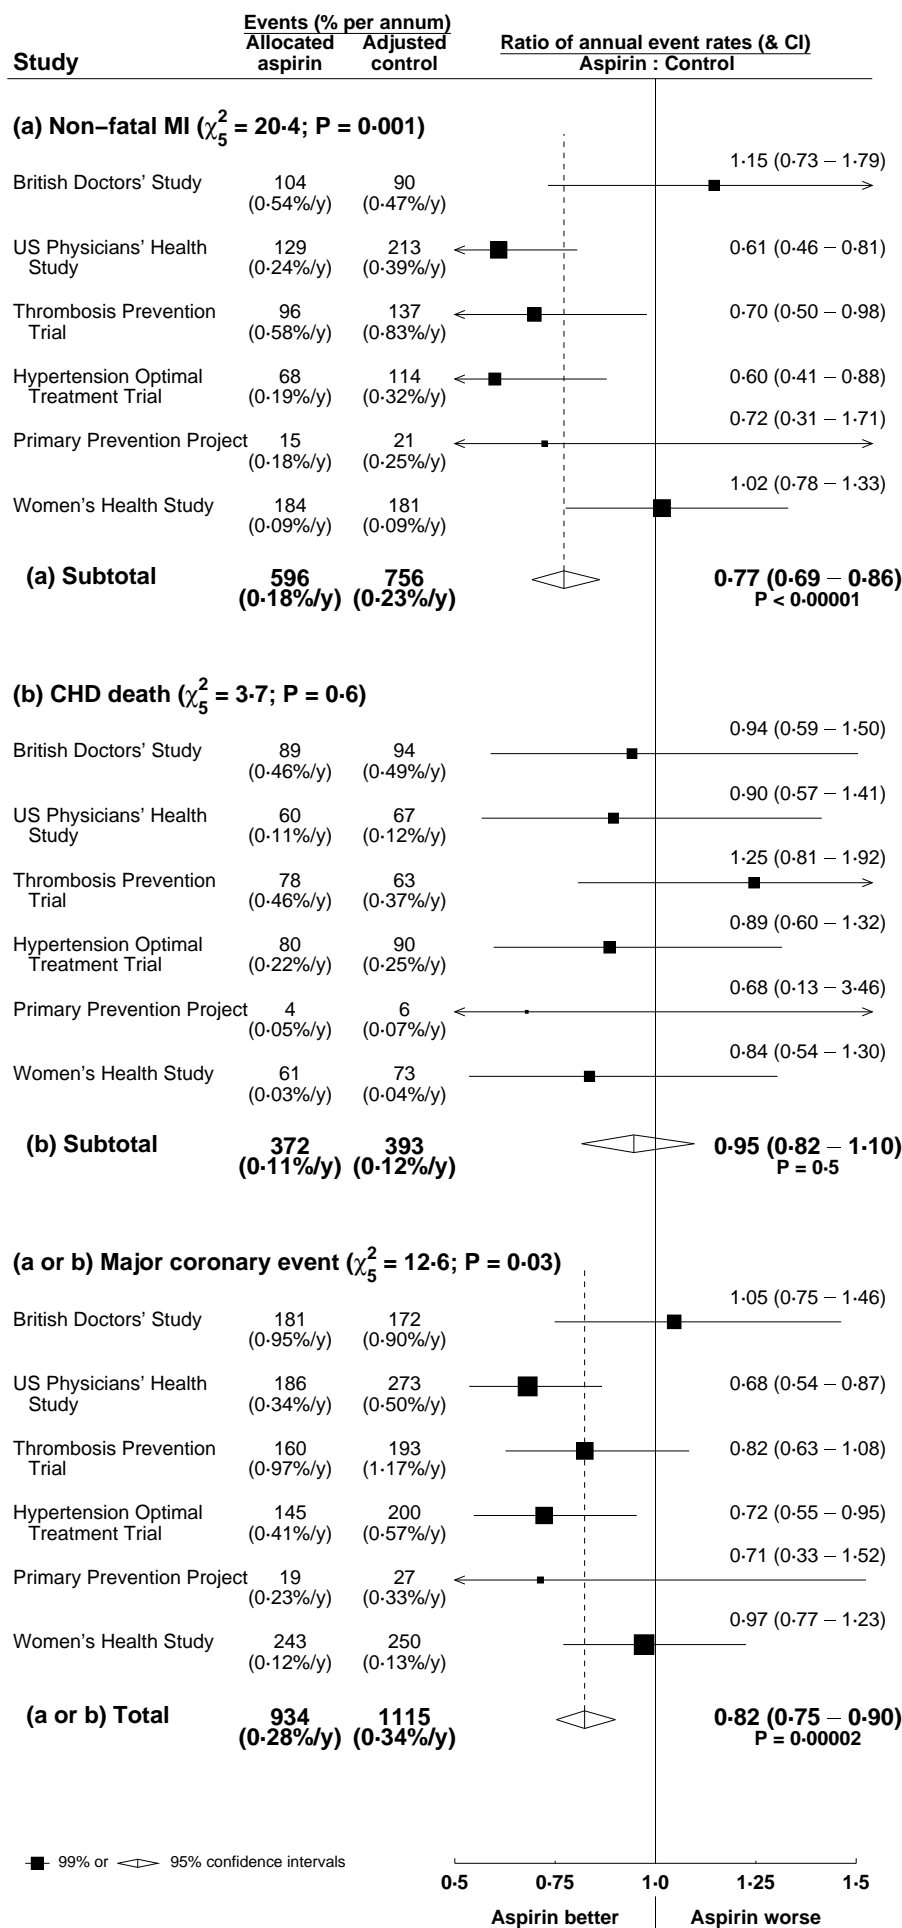 Events (% per annum)
Allocated aspirin Adjusted control
Ratio of annual event rates (& CI)
Study Aspirin : Control
(a) Non−fatal MI (χ²₅ = 20·4; P = 0·001)
British Doctors' Study 104 90 1·15 (0·73 − 1·79)
(0·54%/y) (0·47%/y)
US Physicians' Health 129 213 0·61 (0·46 − 0·81)
Study (0·24%/y) (0·39%/y)
Thrombosis Prevention 96 137 0·70 (0·50 − 0·98)
Trial (0·58%/y) (0·83%/y)
Hypertension Optimal 68 114 0·60 (0·41 − 0·88)
Treatment Trial (0·19%/y) (0·32%/y)
Primary Prevention Project 15 21 0·72 (0·31 − 1·71)
(0·18%/y) (0·25%/y)
Women's Health Study 184 181 1·02 (0·78 − 1·33)
(0·09%/y) (0·09%/y)
(a) Subtotal 596 756 0·77 (0·69 − 0·86)
(0·18%/y) (0·23%/y) P < 0·00001
(b) CHD death (χ²₅ = 3·7; P = 0·6)
British Doctors' Study 89 94 0·94 (0·59 − 1·50)
(0·46%/y) (0·49%/y)
US Physicians' Health 60 67 0·90 (0·57 − 1·41)
Study (0·11%/y) (0·12%/y)
Thrombosis Prevention 78 63 1·25 (0·81 − 1·92)
Trial (0·46%/y) (0·37%/y)
Hypertension Optimal 80 90 0·89 (0·60 − 1·32)
Treatment Trial (0·22%/y) (0·25%/y)
Primary Prevention Project 4 6 0·68 (0·13 − 3·46)
(0·05%/y) (0·07%/y)
Women's Health Study 61 73 0·84 (0·54 − 1·30)
(0·03%/y) (0·04%/y)
(b) Subtotal 372 393 0·95 (0·82 − 1·10)
(0·11%/y) (0·12%/y) P = 0·5
(a or b) Major coronary event (χ²₅ = 12·6; P = 0·03)
British Doctors' Study 181 172 1·05 (0·75 − 1·46)
(0·95%/y) (0·90%/y)
US Physicians' Health 186 273 0·68 (0·54 − 0·87)
Study (0·34%/y) (0·50%/y)
Thrombosis Prevention 160 193 0·82 (0·63 − 1·08)
Trial (0·97%/y) (1·17%/y)
Hypertension Optimal 145 200 0·72 (0·55 − 0·95)
Treatment Trial (0·41%/y) (0·57%/y)
Primary Prevention Project 19 27 0·71 (0·33 − 1·52)
(0·23%/y) (0·33%/y)
Women's Health Study 243 250 0·97 (0·77 − 1·23)
(0·12%/y) (0·13%/y)
(a or b) Total 934 1115 0·82 (0·75 − 0·90)
(0·28%/y) (0·34%/y) P = 0·00002
99% or 95% confidence intervals
0·5 0·75 1·0 1·25 1·5
Aspirin better Aspirin worse